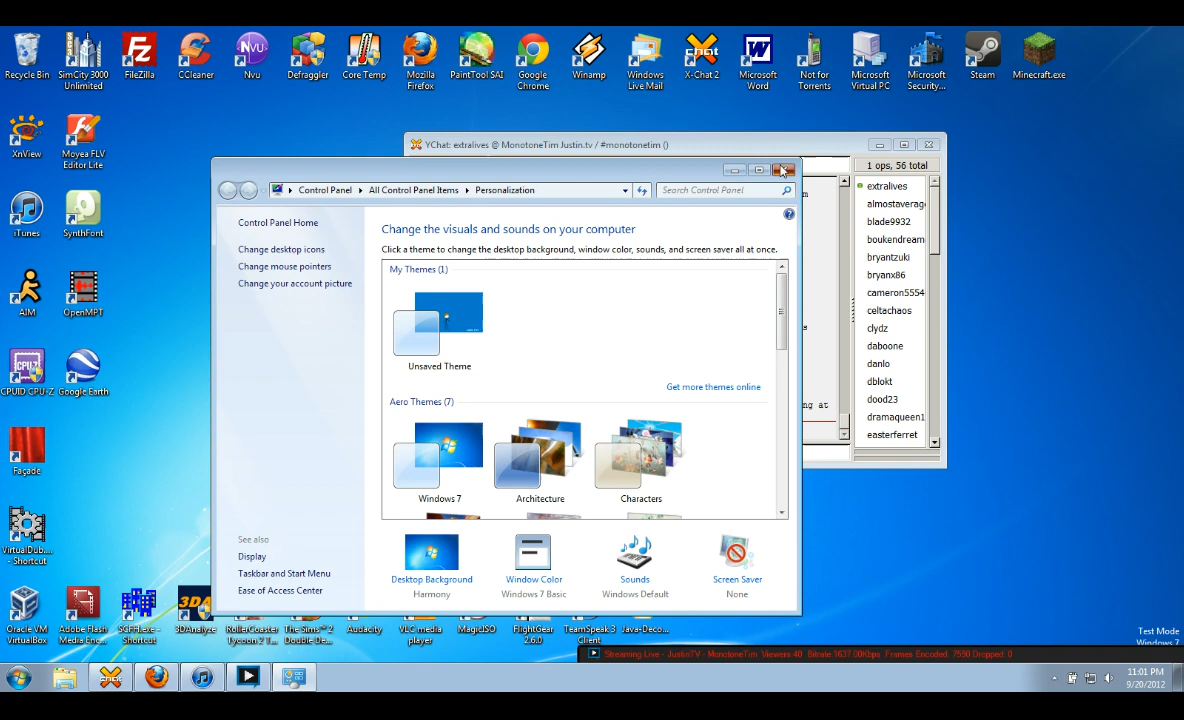 Recycle Bin
SimCity 3000
Unlimited
FileZilla
CCleaner
Nvu
Defraggler
Core Temp
Mozilla
Firefox
PaintTool SAI
Google
Chrome
Winamp
Windows
Live Mail
X-Chat 2
Microsoft
Word
Not for
Torrents
Microsoft
Virtual PC
Microsoft
Security...
Steam
Minecraft.exe
XnView
Moyea FLV
Editor Lite
iTunes
SynthFont
AIM
OpenMPT
CPUID CPU-Z
Google Earth
Façade
VirtualDub....
- Shortcut
Oracle VM
VirtualBox
Adobe Flash
Media Enc...
Shortcut
3DAnalyze
RollerCoaster
Tycoon 2 T...
The Sims™ 2
Double-De...
Audacity
VLC media
player
MagicISO
FlightGear
2.6.0
TeamSpeak 3
Client
Java-Deco...
YChat: extralives @ MonotoneTim Justin.tv / #monotonetim ()
1 ops, 56 total
extralives
almostaverag
blade9932
boukendream
bryantzuki
bryanx86
cameron5554
celtachaos
clydz
daboone
danlo
dblokt
dood23
dramaqueen1
easterferret
ng at
Control Panel
All Control Panel Items
Personalization
Search Control Panel
Control Panel Home
Change desktop icons
Change mouse pointers
Change your account picture
See also
Display
Taskbar and Start Menu
Ease of Access Center
Change the visuals and sounds on your computer
Click a theme to change the desktop background, window color, sounds, and screen saver all at once.
My Themes (1)
Unsaved Theme
Get more themes online
Aero Themes (7)
Windows 7
Architecture
Characters
Desktop Background
Harmony
Window Color
Windows 7 Basic
Sounds
Windows Default
Screen Saver
None
Test Mode
Windows 7
Streaming Live - JustinTV - MonotoneTim Viewers:40 Bitrate:1637.00Kbps Frames Encoded: 7590 Dropped: 0
11:01 PM
9/20/2012